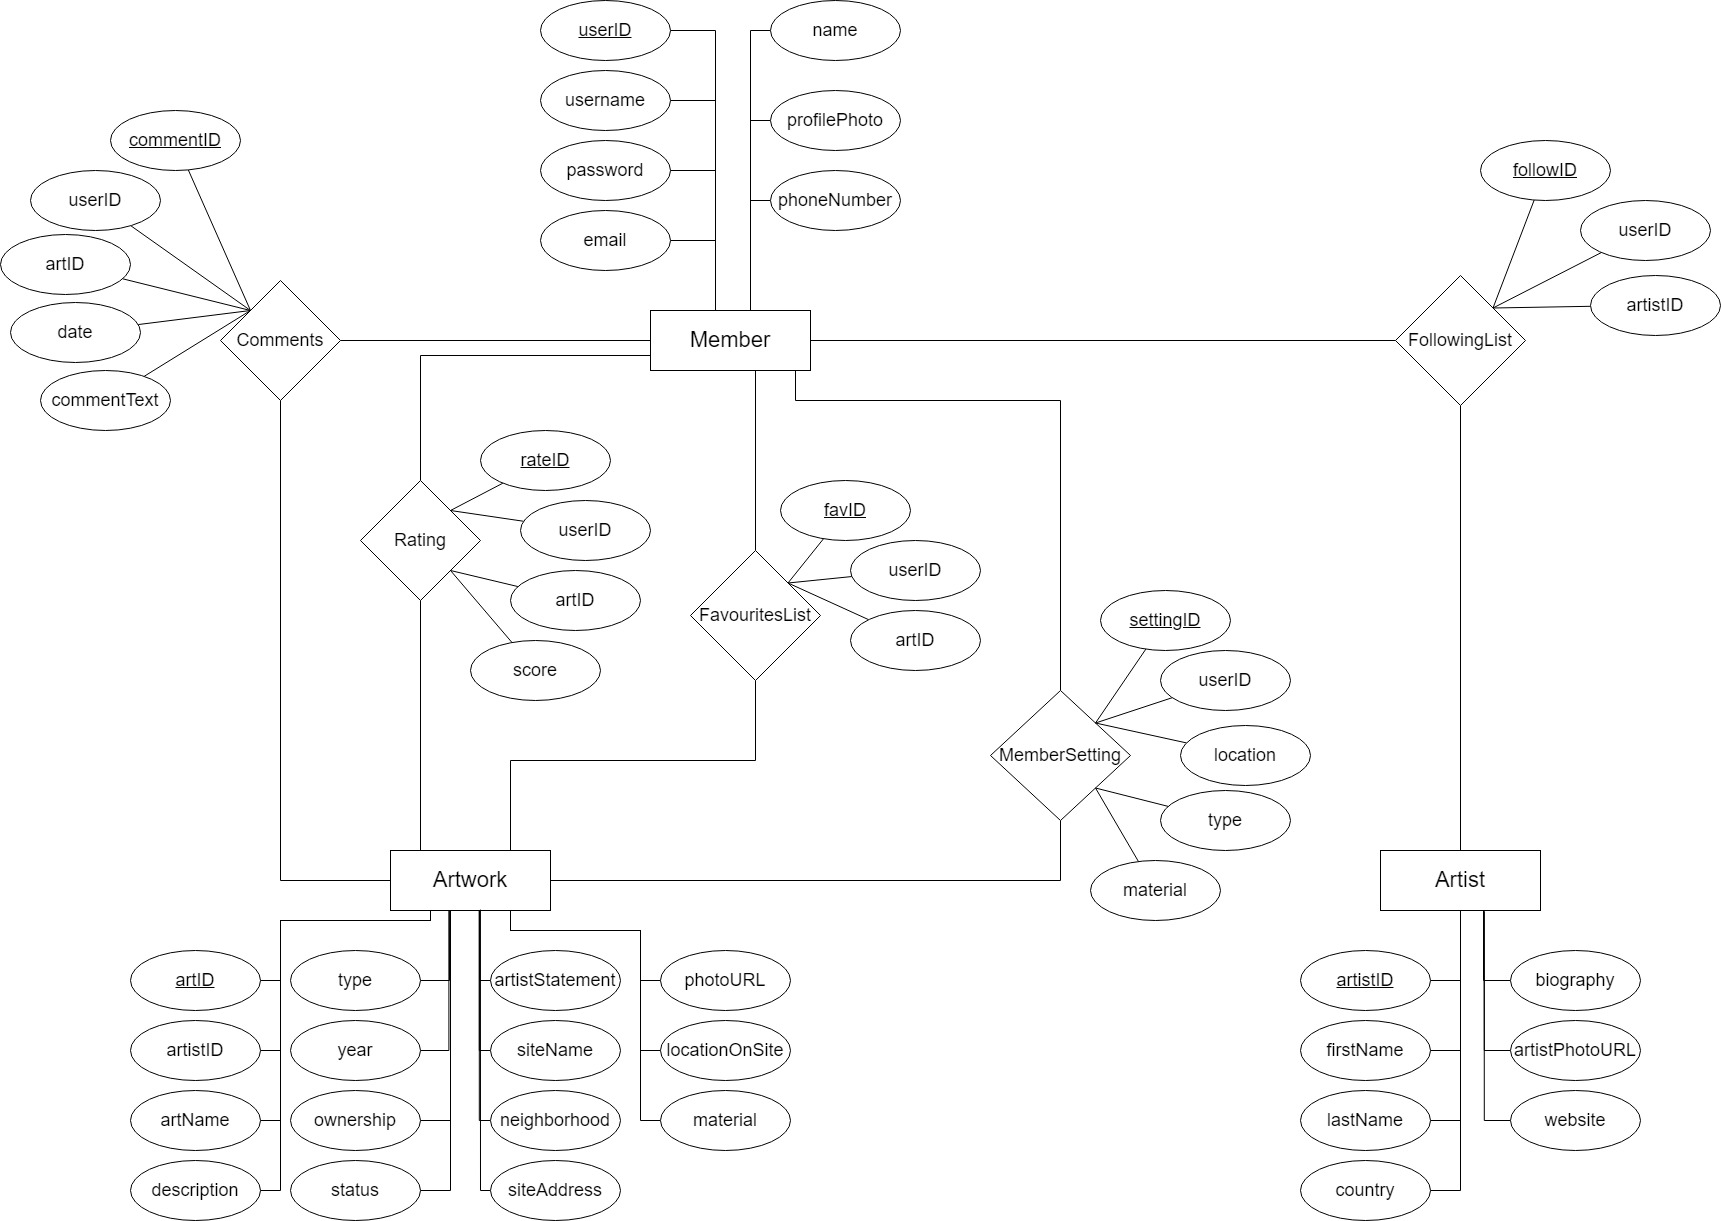 userID
name
username
profilePhoto
password
phoneNumber
email
commentID
userID
artID
date
commentText
Comments
Member
followID
userID
artistID
FollowingList
rateID
userID
Rating
artID
score
favID
userID
FavouritesList
artID
settingID
userID
MemberSetting
location
type
material
Artwork
Artist
artID
type
artistStatement
photoURL
artistID
year
siteName
locationOnSite
artName
ownership
neighborhood
material
description
status
siteAddress
artistID
biography
firstName
artistPhotoURL
lastName
website
country